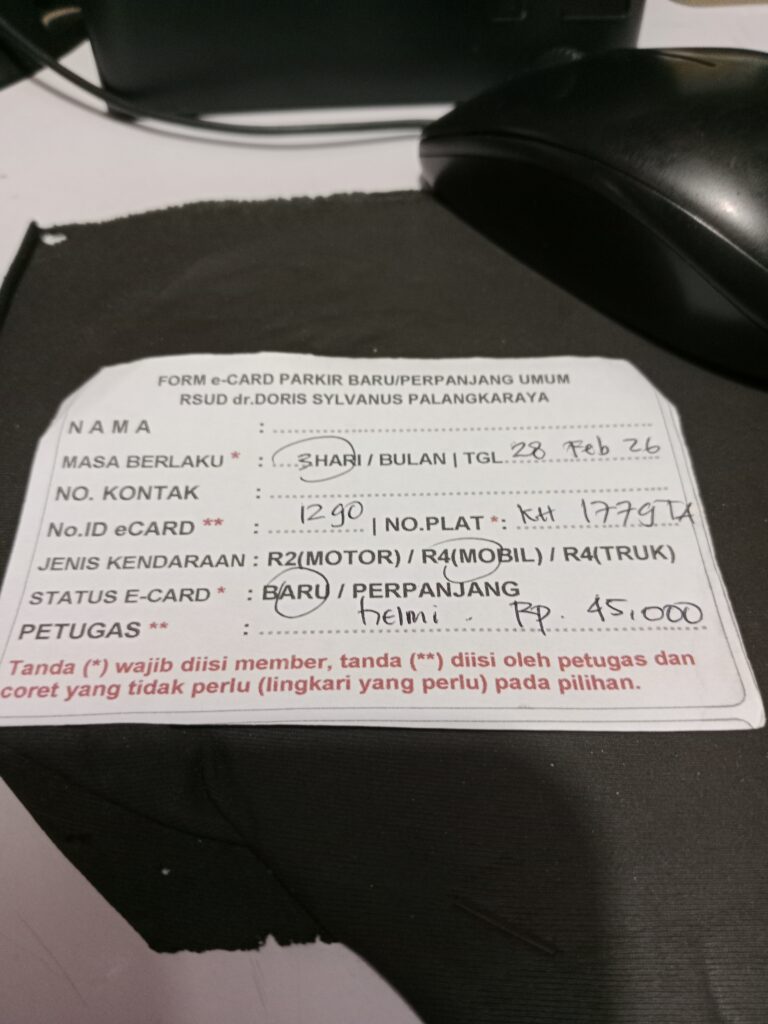 FORM e-CARD PARKIR BARU/PERPANJANG UMUM
RSUD dr.DORIS SYLVANUS PALANGKARAYA
NAMA : ................
MASA BERLAKU * : ....3HARI / BULAN | TGL. 28 Feb 26
NO. KONTAK : ................
No.ID eCARD ** : 1290 | NO.PLAT *: KH 1779 TA
JENIS KENDARAAN : R2(MOTOR) / R4(MOBIL) / R4(TRUK)
STATUS E-CARD * : BARU / PERPANJANG
PETUGAS ** : helmi . Rp. 45.000
Tanda (*) wajib diisi member, tanda (**) diisi oleh petugas dan
coret yang tidak perlu (lingkari yang perlu) pada pilihan.